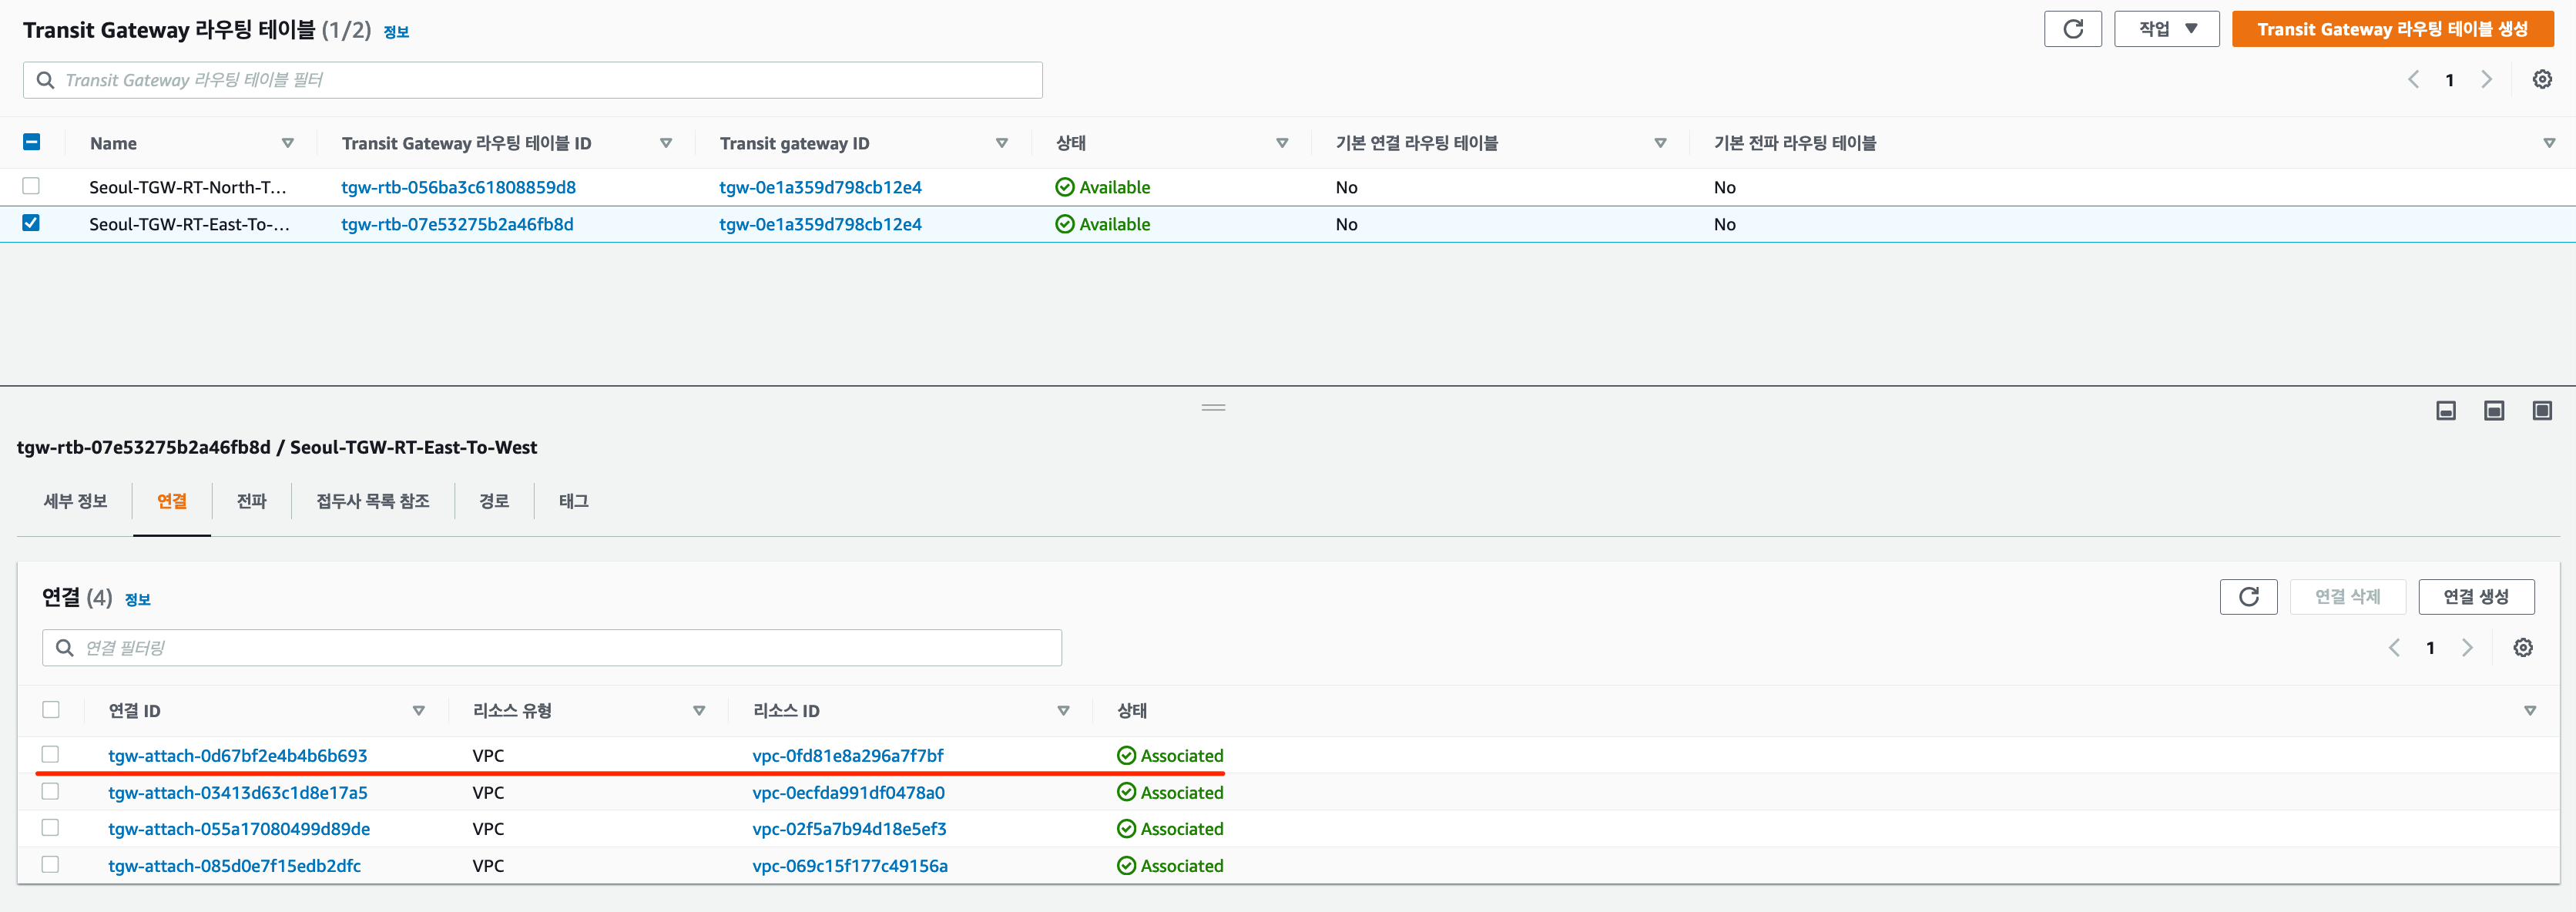 Transit Gateway 라우팅 테이블 (1/2) 정보 작업 Transit Gateway 라우팅 테이블 생성
Transit Gateway 라우팅 테이블 필터 1
Name Transit Gateway 라우팅 테이블 ID Transit gateway ID 상태 기본 연결 라우팅 테이블 기본 전파 라우팅 테이블
Seoul-TGW-RT-North-T... tgw-rtb-056ba3c61808859d8 tgw-0e1a359d798cb12e4 Available No No
Seoul-TGW-RT-East-To-... tgw-rtb-07e53275b2a46fb8d tgw-0e1a359d798cb12e4 Available No No
tgw-rtb-07e53275b2a46fb8d / Seoul-TGW-RT-East-To-West
세부 정보 연결 전파 접두사 목록 참조 경로 태그
연결 (4) 정보 연결 삭제 연결 생성
연결 필터링 1
연결 ID 리소스 유형 리소스 ID 상태
tgw-attach-0d67bf2e4b4b6b693 VPC vpc-0fd81e8a296a7f7bf Associated
tgw-attach-03413d63c1d8e17a5 VPC vpc-0ecfda991df0478a0 Associated
tgw-attach-055a17080499d89de VPC vpc-02f5a7b94d18e5ef3 Associated
tgw-attach-085d0e7f15edb2dfc VPC vpc-069c15f177c49156a Associated